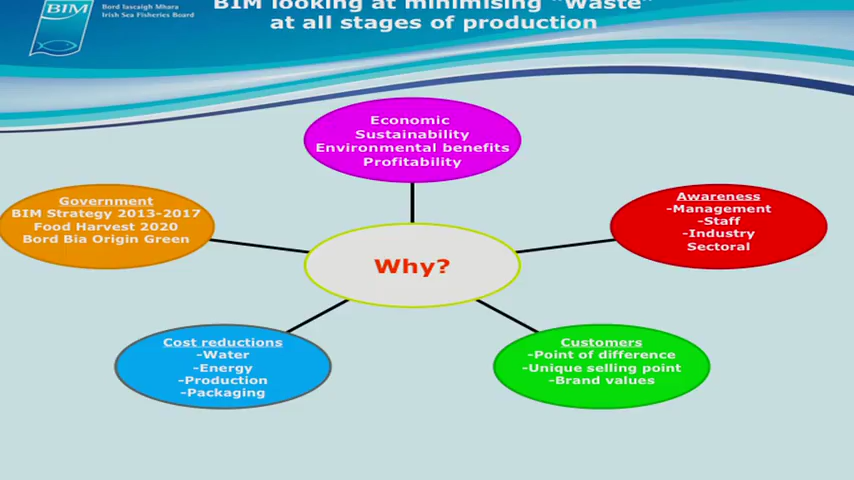 BIM
Bord Iascaigh Mhara
Irish Sea Fisheries Board
BIM looking at minimising "Waste"
at all stages of production
Economic
Sustainability
Environmental benefits
Profitability
Government
BIM Strategy 2013-2017
Food Harvest 2020
Bord Bia Origin Green
Awareness
-Management
-Staff
-Industry
Sectoral
Why?
Cost reductions
-Water
-Energy
-Production
-Packaging
Customers
-Point of difference
-Unique selling point
-Brand values